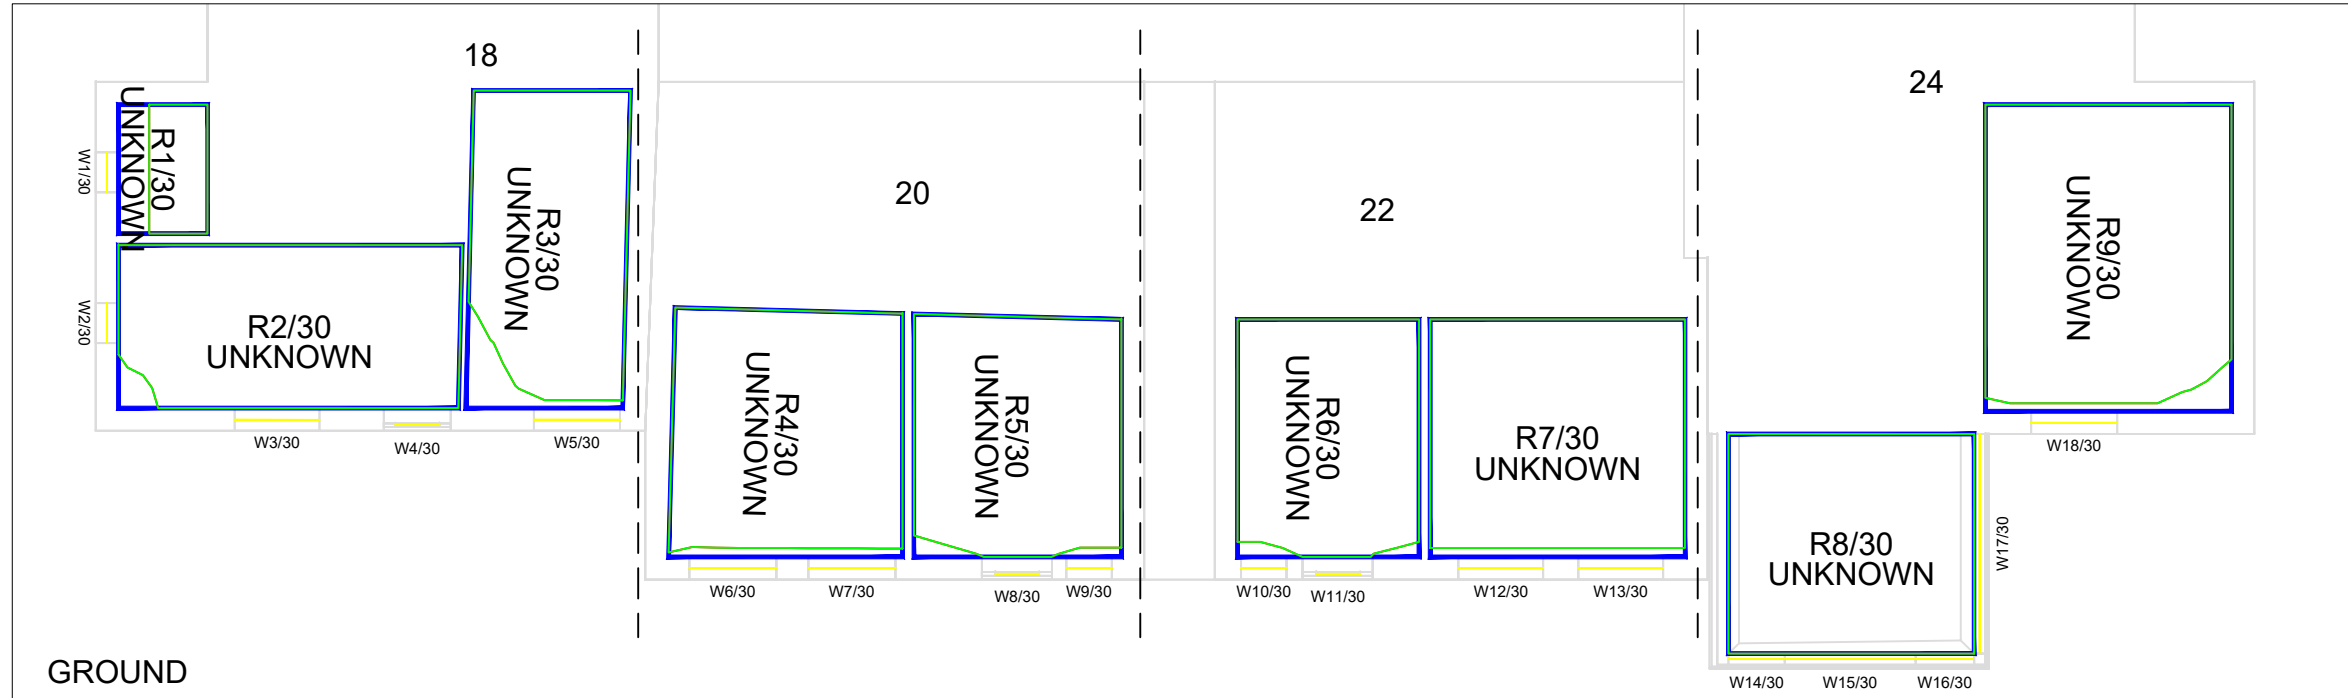 18
20
22
24
R1/30
UNKNOWN
R2/30
UNKNOWN
R3/30
UNKNOWN
R4/30
UNKNOWN
R5/30
UNKNOWN
R6/30
UNKNOWN
R7/30
UNKNOWN
R8/30
UNKNOWN
R9/30
UNKNOWN
W1/30
W2/30
W3/30
W4/30
W5/30
W6/30
W7/30
W8/30
W9/30
W10/30
W11/30
W12/30
W13/30
W14/30
W15/30
W16/30
W17/30
W18/30
GROUND